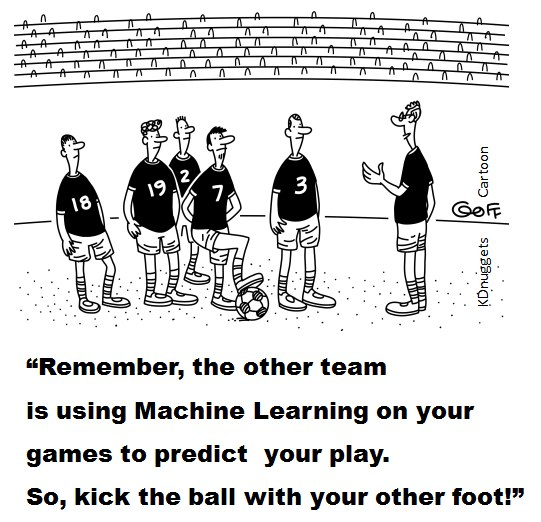 18
19
2
7
3
GOFF
KDnuggets Cartoon
“Remember, the other team
is using Machine Learning on your
games to predict your play.
So, kick the ball with your other foot!”